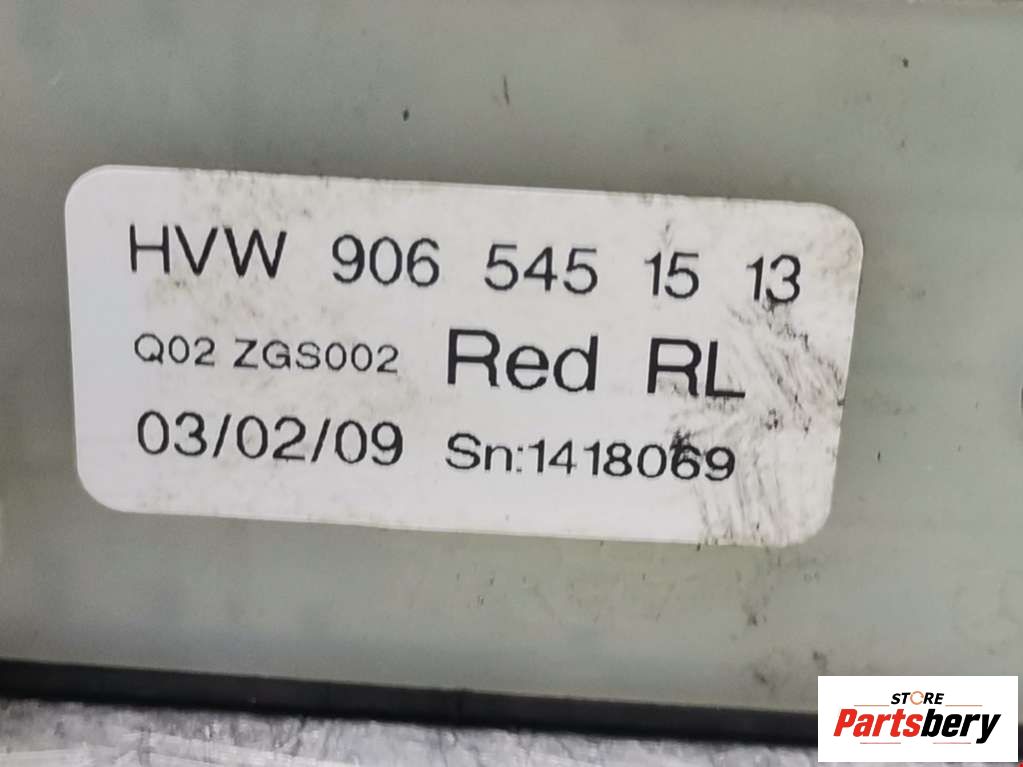 HVW 906 545 15 13
Q02 ZGS002 Red RL
03/02/09 Sn:1418069
STORE
Partsbery